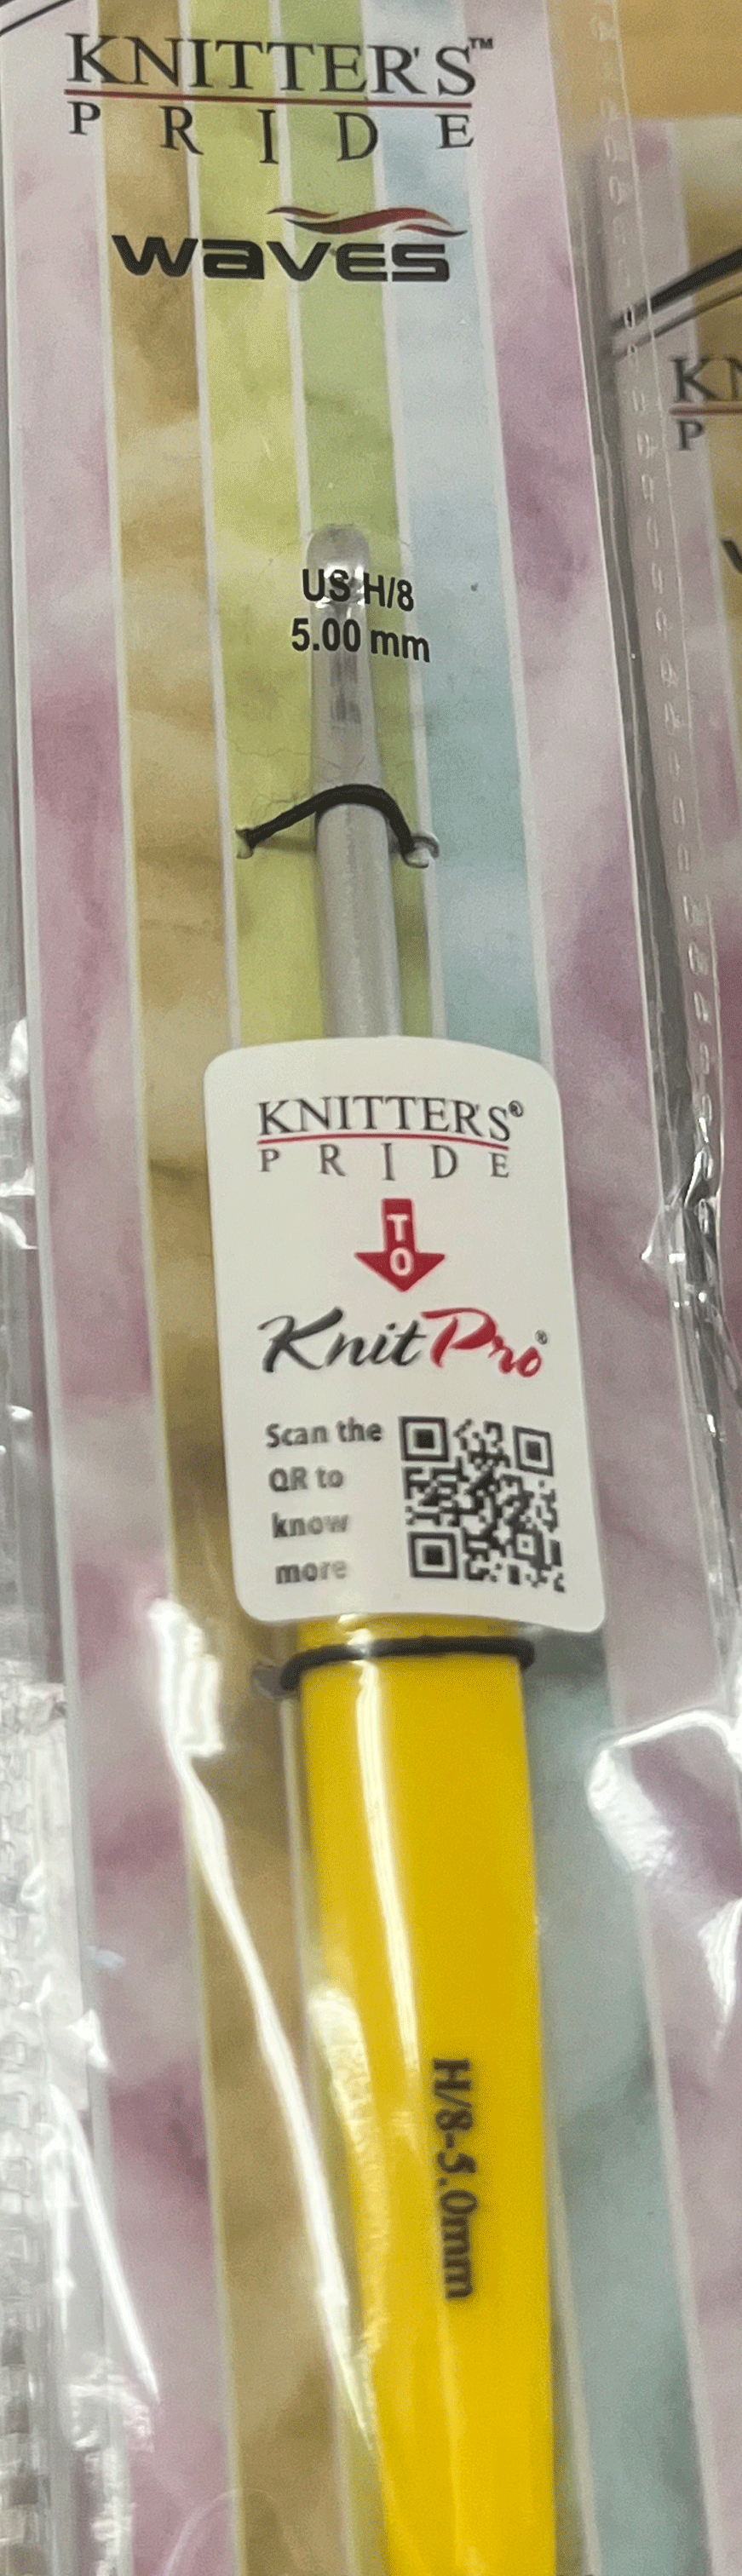 KNITTER'S™
PRIDE
waves
US H/8
5.00 mm
KNITTER'S®
PRIDE
TO
KnitPro®
Scan the
QR to
know
more
H/8-5.0mm
KN
P